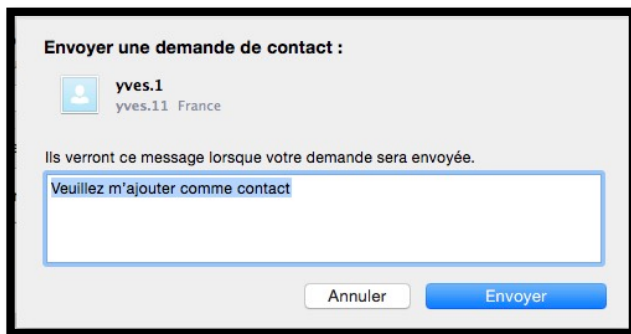 Envoyer une demande de contact :
yves.1
yves.11 France
Ils verront ce message lorsque votre demande sera envoyée.
Veuillez m'ajouter comme contact
Annuler Envoyer